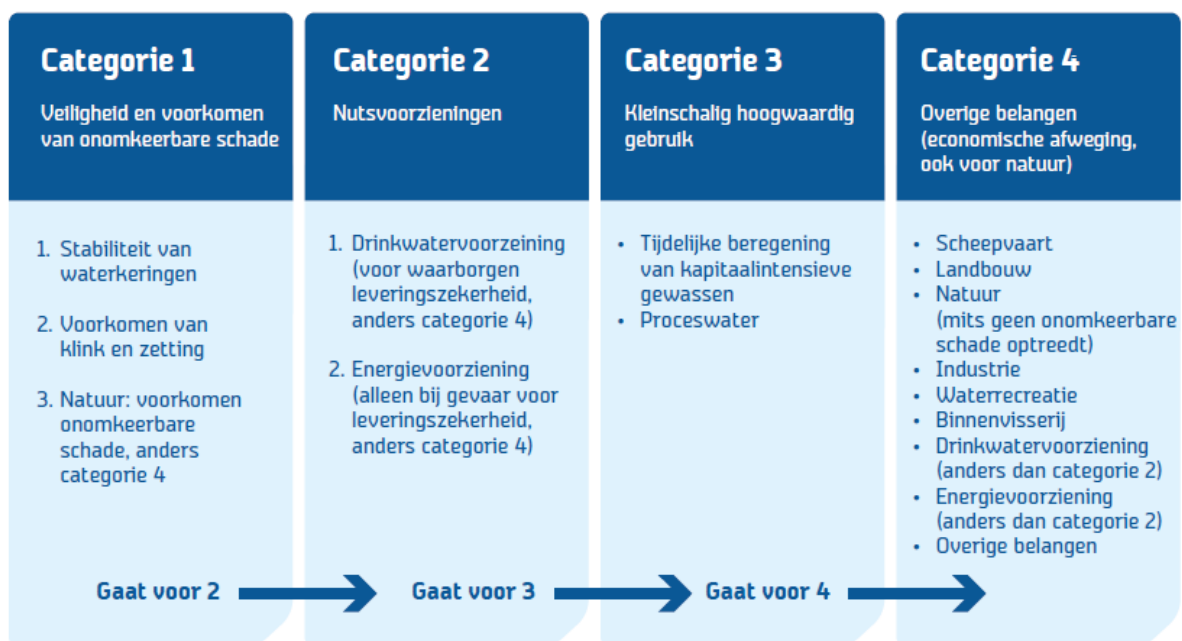 Categorie 1
Veiligheid en voorkomen
van onomkeerbare schade
1. Stabiliteit van
waterkeringen
2. Voorkomen van
klink en zetting
3. Natuur: voorkomen
onomkeerbare
schade, anders
categorie 4
Gaat voor 2
Categorie 2
Nutsvoorzieningen
1. Drinkwatervoorzeining
(voor waarborgen
leveringszekerheid,
anders categorie 4)
2. Energievoorziening
(alleen bij gevaar voor
leveringszekerheid,
anders categorie 4)
Gaat voor 3
Categorie 3
Kleinschalig hoogwaardig
gebruik
• Tijdelijke beregening
van kapitaalintensieve
gewassen
• Proceswater
Gaat voor 4
Categorie 4
Overige belangen
(economische afweging,
ook voor natuur)
• Scheepvaart
• Landbouw
• Natuur
(mits geen onomkeerbare
schade optreedt)
• Industrie
• Waterrecreatie
• Binnenvisserij
• Drinkwatervoorziening
(anders dan categorie 2)
• Energievoorziening
(anders dan categorie 2)
• Overige belangen